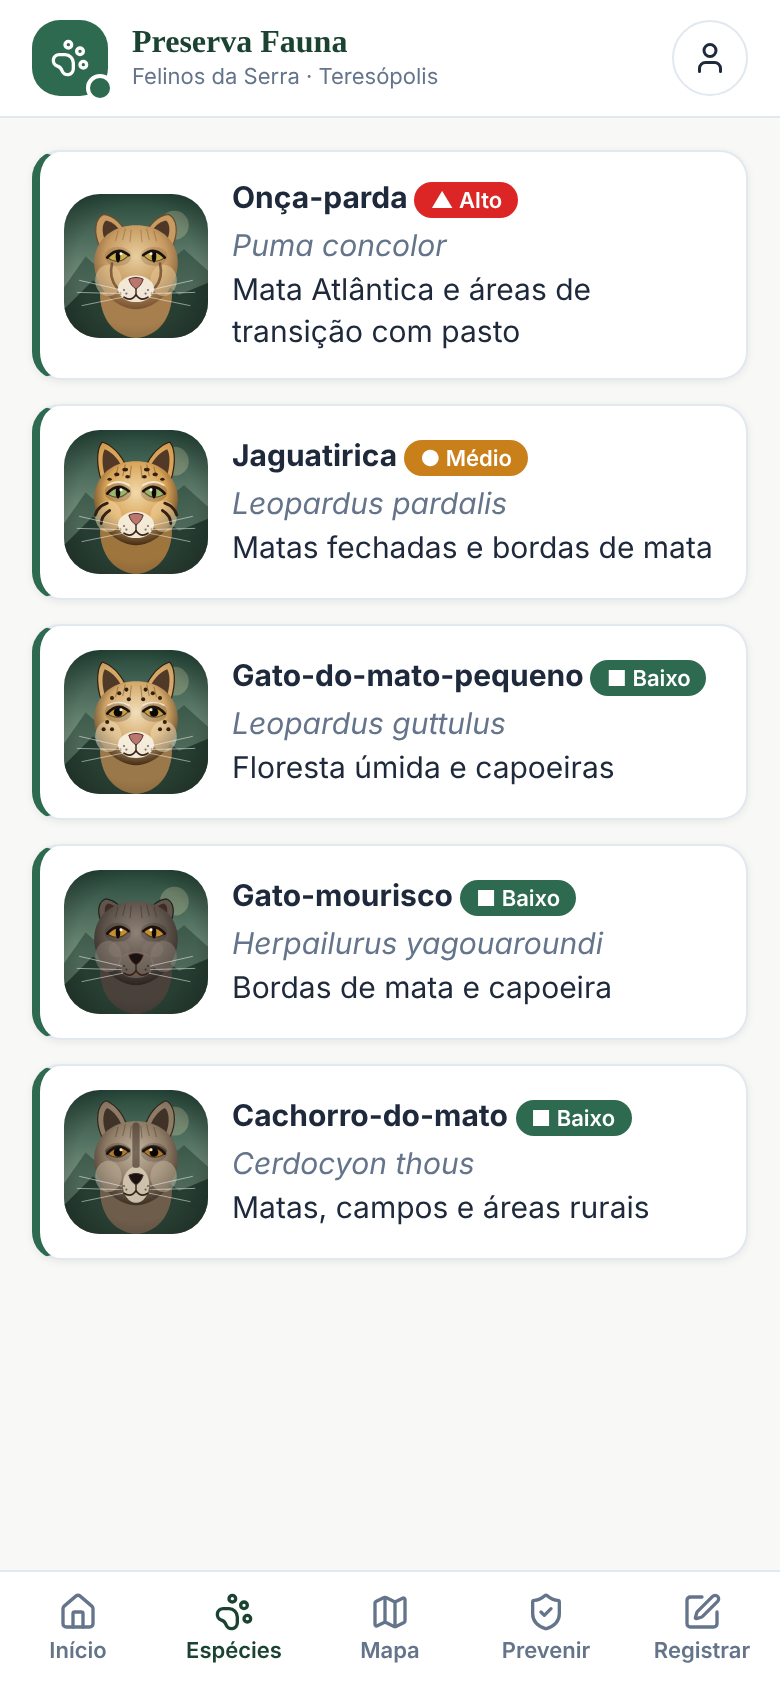 Preserva Fauna
Felinos da Serra · Teresópolis
Onça-parda Alto
Puma concolor
Mata Atlântica e áreas de
transição com pasto
Jaguatirica Médio
Leopardus pardalis
Matas fechadas e bordas de mata
Gato-do-mato-pequeno Baixo
Leopardus guttulus
Floresta úmida e capoeiras
Gato-mourisco Baixo
Herpailurus yagouaroundi
Bordas de mata e capoeira
Cachorro-do-mato Baixo
Cerdocyon thous
Matas, campos e áreas rurais
Início Espécies Mapa Prevenir Registrar